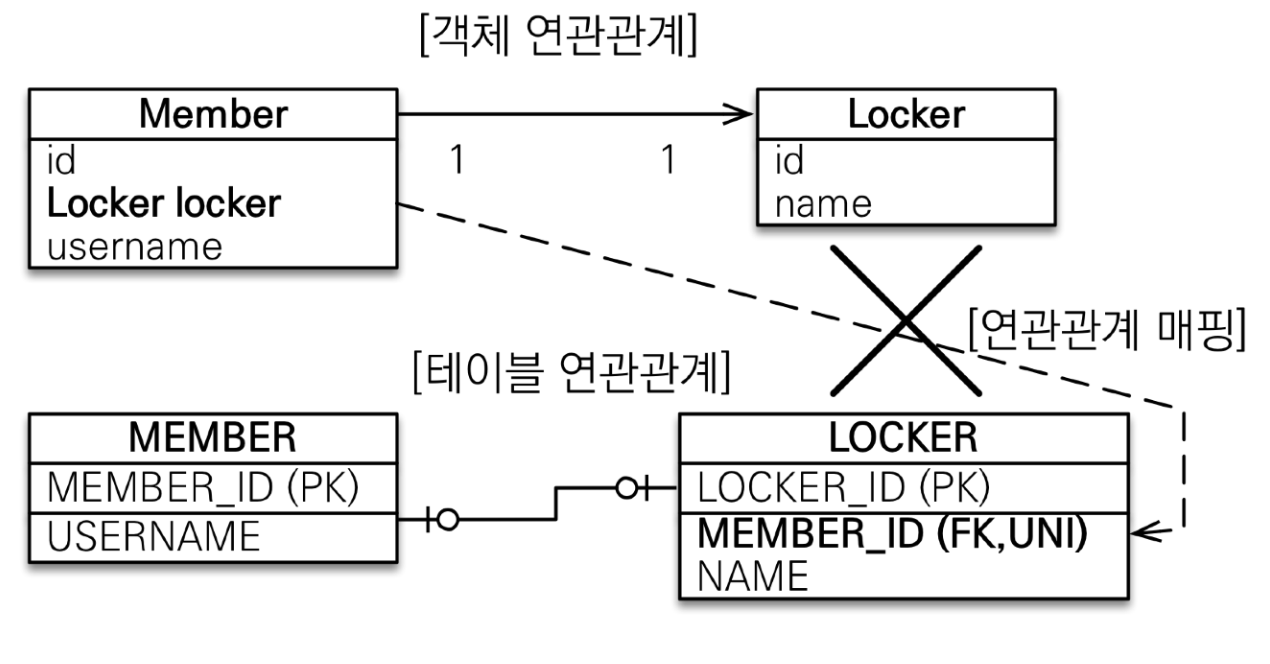 [객체 연관관계]
Member
id
Locker locker
username
1
1
Locker
id
name
[연관관계 매핑]
[테이블 연관관계]
MEMBER
MEMBER_ID (PK)
USERNAME
LOCKER
LOCKER_ID (PK)
MEMBER_ID (FK,UNI)
NAME